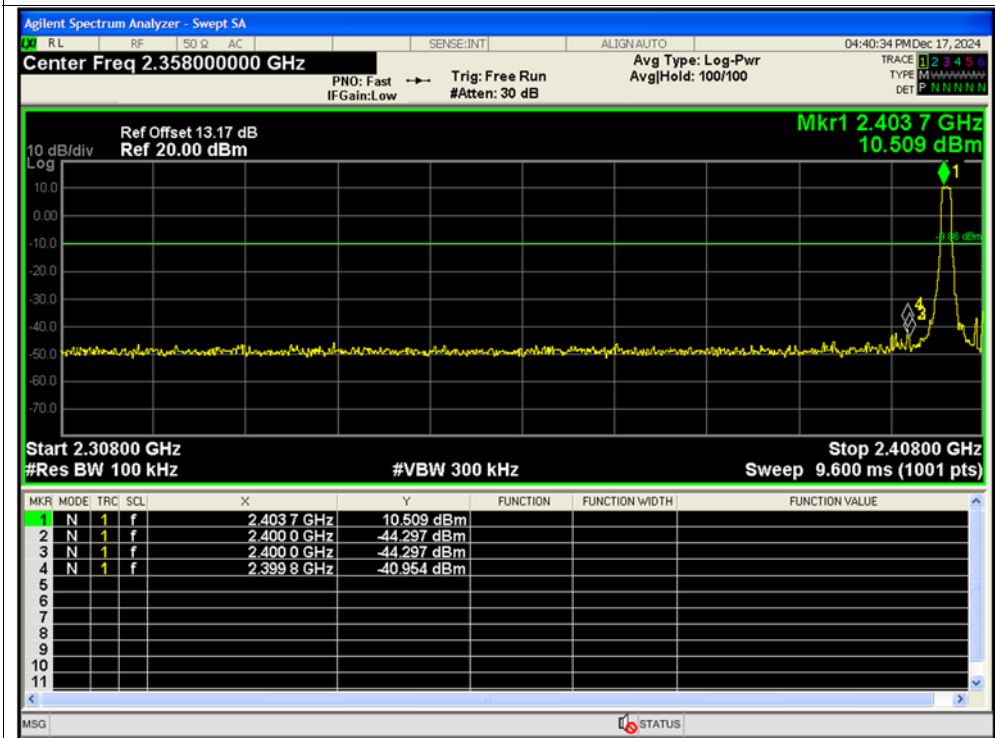 Agilent Spectrum Analyzer - Swept SA
LXI RL RF 50 Ω AC SENSE:INT ALIGNAUTO 04:40:34 PM Dec 17, 2024
Center Freq 2.358000000 GHz
PNO: Fast
IFGain:Low
Trig: Free Run
#Atten: 30 dB
Avg Type: Log-Pwr
Avg|Hold: 100/100
TRACE 1 2 3 4 5 6
TYPE M
DET P N N N N N
Ref Offset 13.17 dB
10 dB/div Ref 20.00 dBm
Log
Mkr1 2.403 7 GHz
10.509 dBm
1
10.0
0.00
-9.86 dBm
-10.0
-20.0
-30.0
4
3
-40.0
-50.0
-60.0
-70.0
Start 2.30800 GHz Stop 2.40800 GHz
#Res BW 100 kHz #VBW 300 kHz Sweep 9.600 ms (1001 pts)
MKR MODE TRC SCL X Y FUNCTION FUNCTION WIDTH FUNCTION VALUE
1 N 1 f 2.403 7 GHz 10.509 dBm
2 N 1 f 2.400 0 GHz -44.297 dBm
3 N 1 f 2.400 0 GHz -44.297 dBm
4 N 1 f 2.399 8 GHz -40.954 dBm
5
6
7
8
9
10
11
MSG STATUS